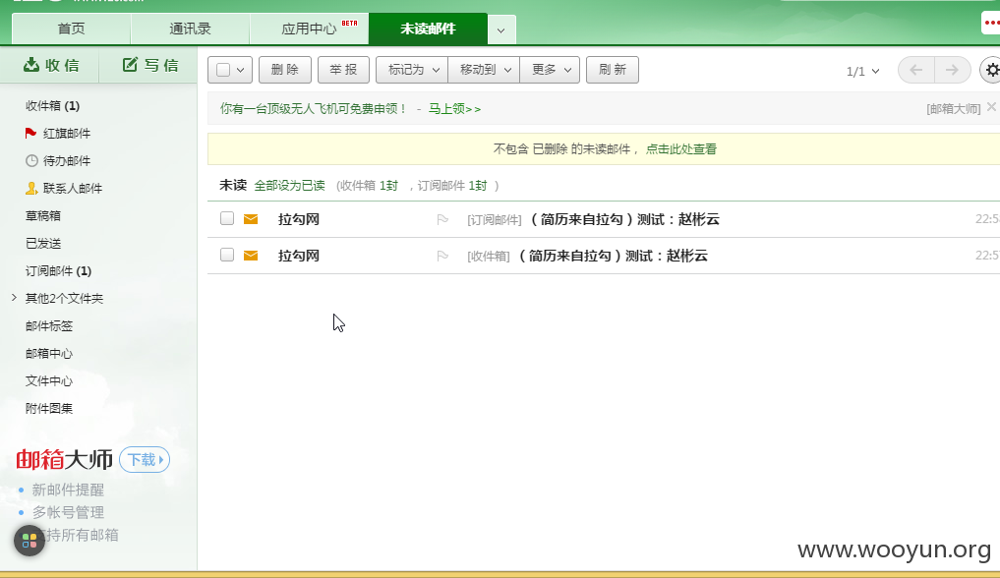 首页 通讯录 应用中心 BETA 未读邮件
收 信 写 信
删 除 举 报 标记为 移动到 更多 刷 新 1/1
收件箱 (1)
红旗邮件
待办邮件
联系人邮件
草稿箱
已发送
订阅邮件 (1)
其他2个文件夹
邮件标签
邮箱中心
文件中心
附件图集
邮箱大师 下载
新邮件提醒
多帐号管理
持所有邮箱
你有一台顶级无人飞机可免费申领！ - 马上领>> [邮箱大师]
不包含 已删除 的未读邮件， 点击此处查看
未读 全部设为已读 (收件箱 1封 ，订阅邮件 1封 ）
拉勾网 [订阅邮件] （简历来自拉勾）测试：赵彬云
拉勾网 [收件箱] （简历来自拉勾）测试：赵彬云
www.wooyun.org